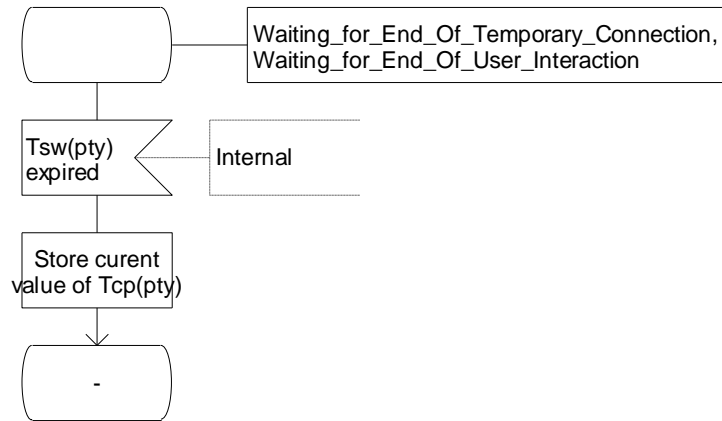 Waiting_for_End_Of_Temporary_Connection,
Waiting_for_End_Of_User_Interaction
Tsw(pty)
expired
Internal
Store curent
value of Tcp(pty)
-